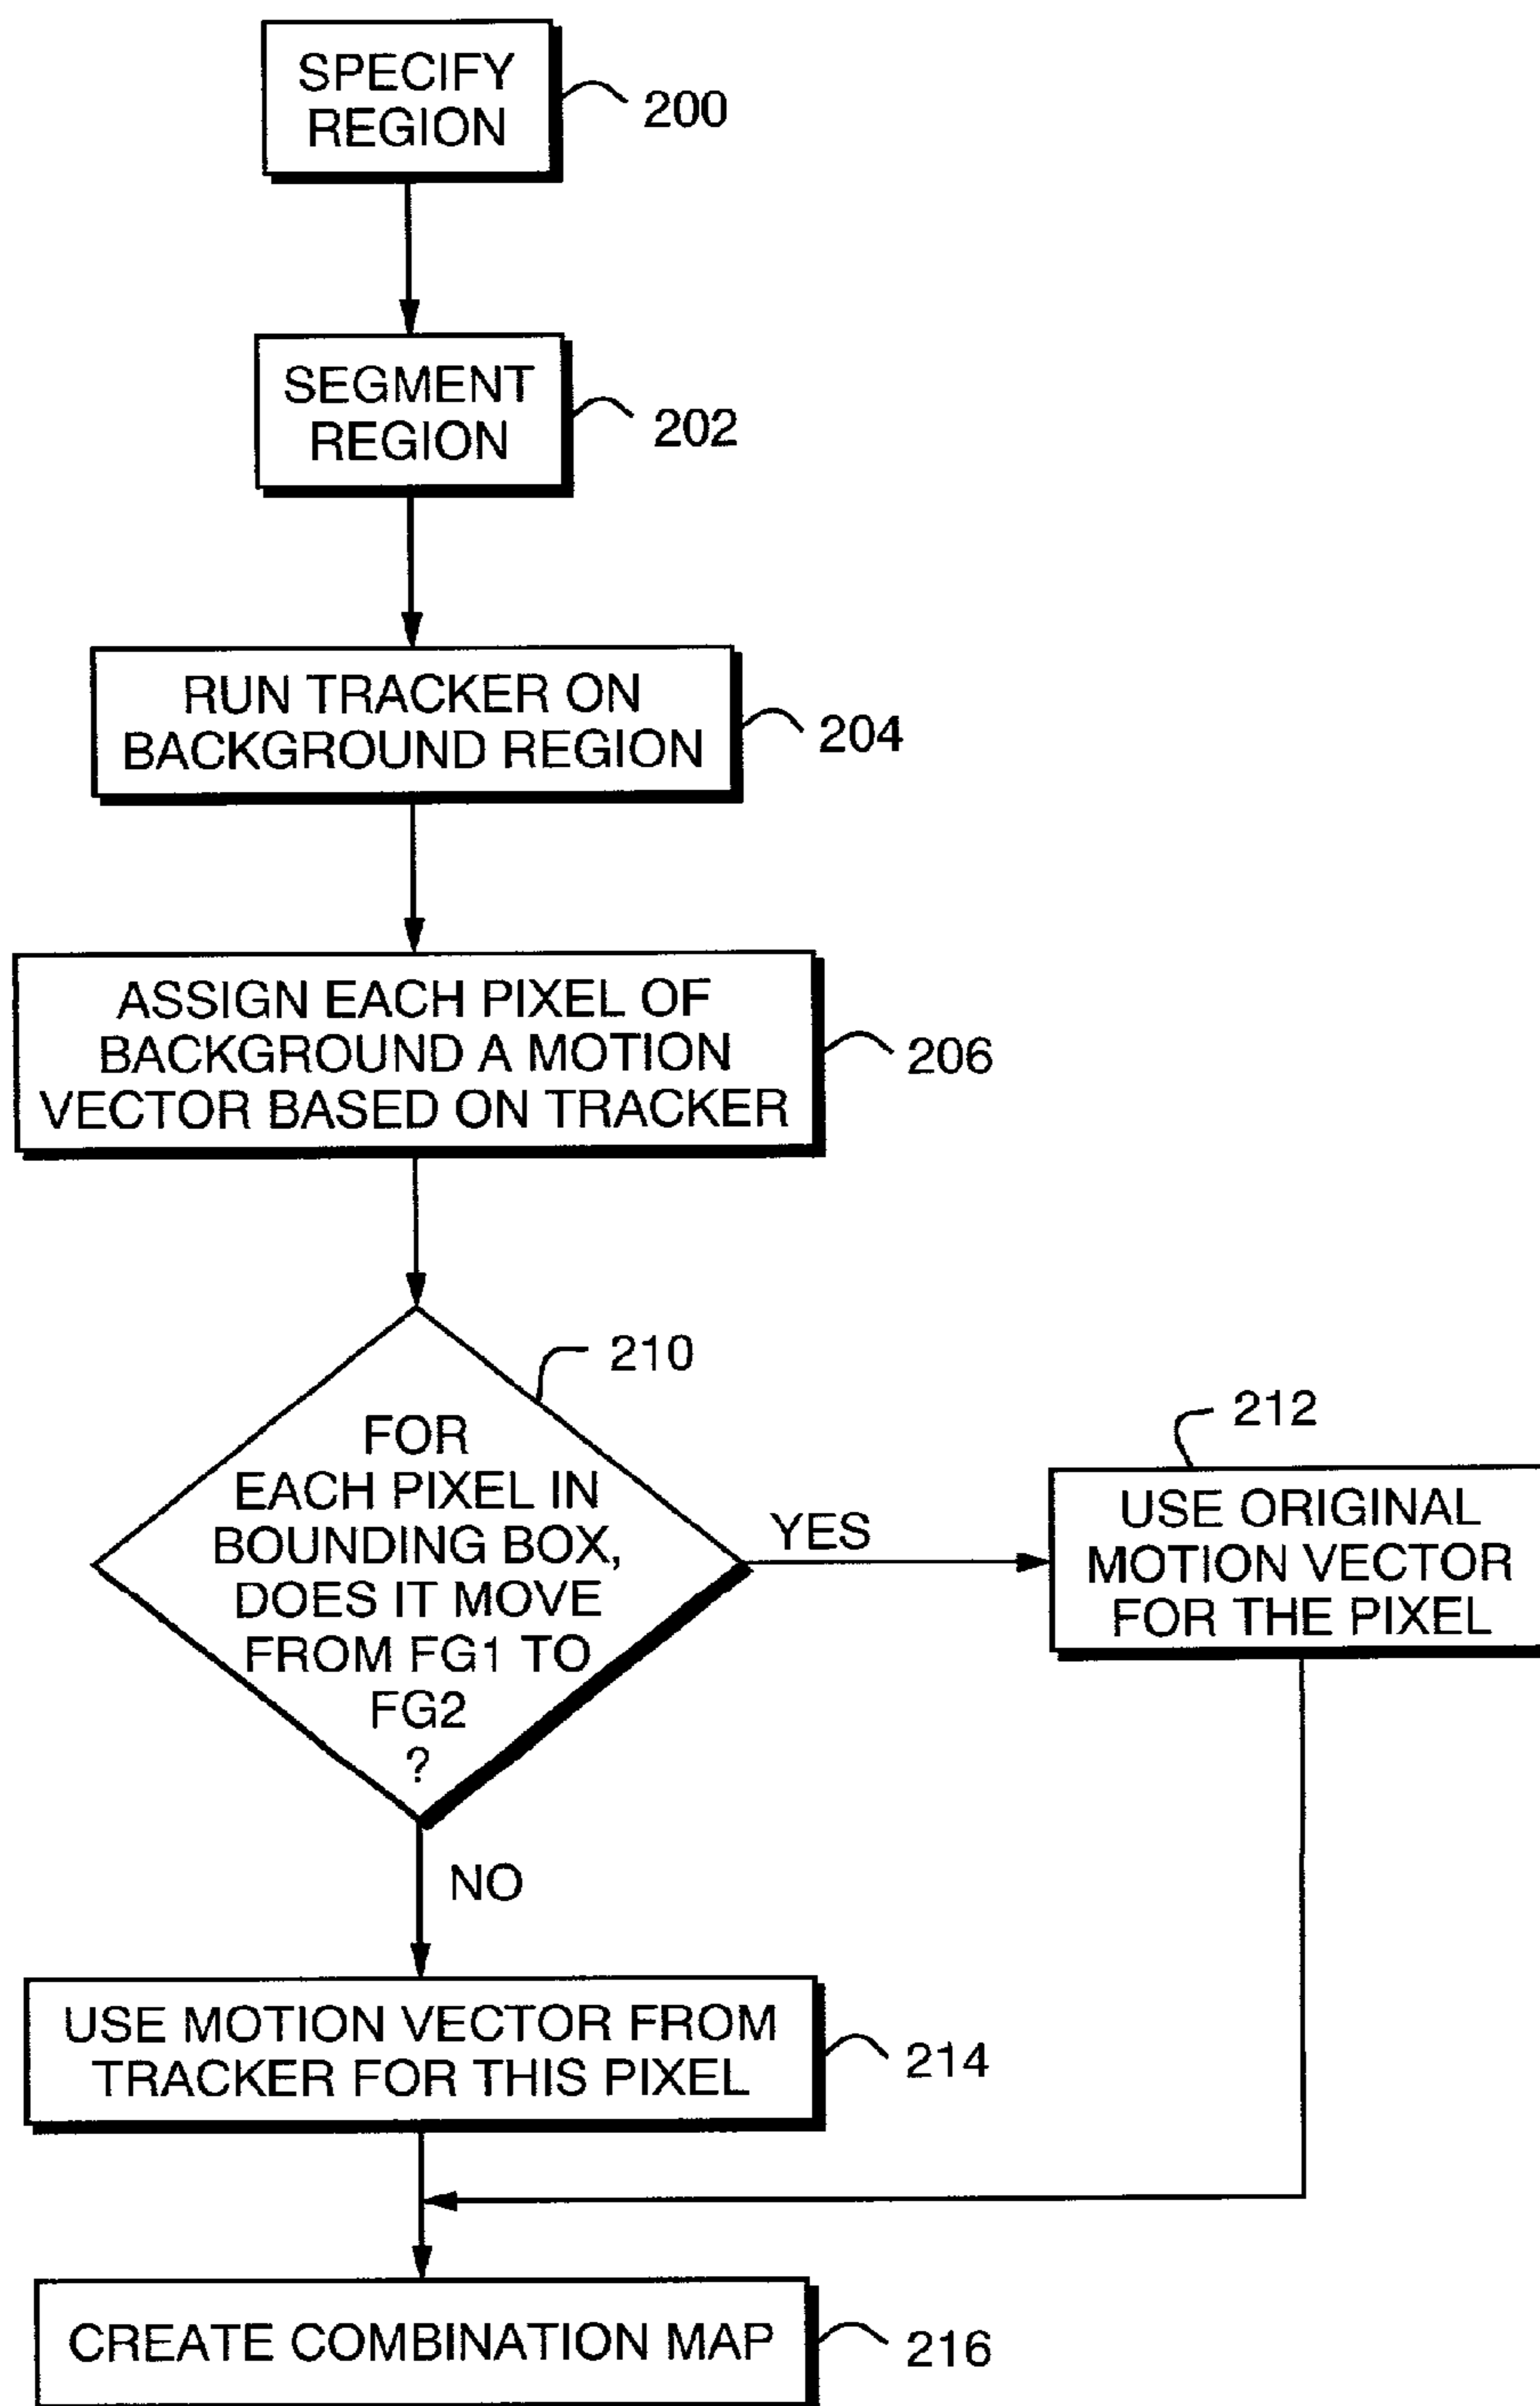 SPECIFY
REGION
200
SEGMENT
REGION
202
RUN TRACKER ON
BACKGROUND REGION
204
ASSIGN EACH PIXEL OF
BACKGROUND A MOTION
VECTOR BASED ON TRACKER
206
210
FOR
EACH PIXEL IN
BOUNDING BOX,
DOES IT MOVE
FROM FG1 TO
FG2
?
YES
212
USE ORIGINAL
MOTION VECTOR
FOR THE PIXEL
NO
USE MOTION VECTOR FROM
TRACKER FOR THIS PIXEL
214
CREATE COMBINATION MAP
216